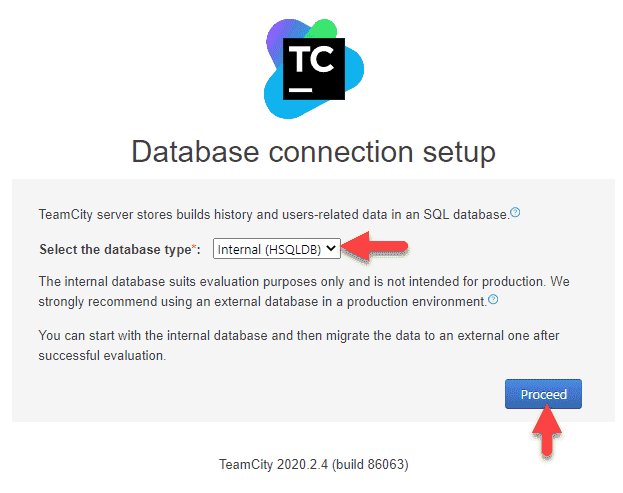 TC
Database connection setup
TeamCity server stores builds history and users-related data in an SQL database.?
Select the database type*: Internal (HSQLDB)
The internal database suits evaluation purposes only and is not intended for production. We
strongly recommend using an external database in a production environment.?
You can start with the internal database and then migrate the data to an external one after
successful evaluation.
Proceed
TeamCity 2020.2.4 (build 86063)